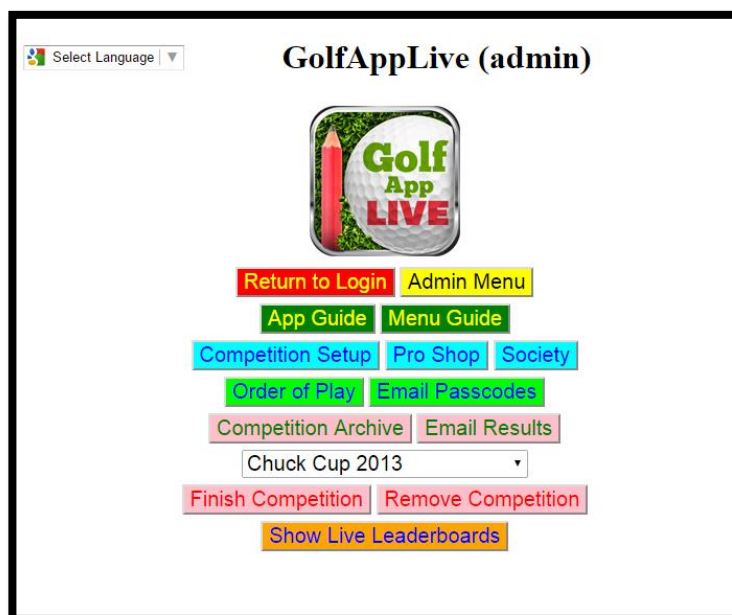 Select Language
GolfAppLive (admin)
Golf
App
LIVE
Return to Login Admin Menu
App Guide Menu Guide
Competition Setup Pro Shop Society
Order of Play Email Passcodes
Competition Archive Email Results
Chuck Cup 2013
Finish Competition Remove Competition
Show Live Leaderboards